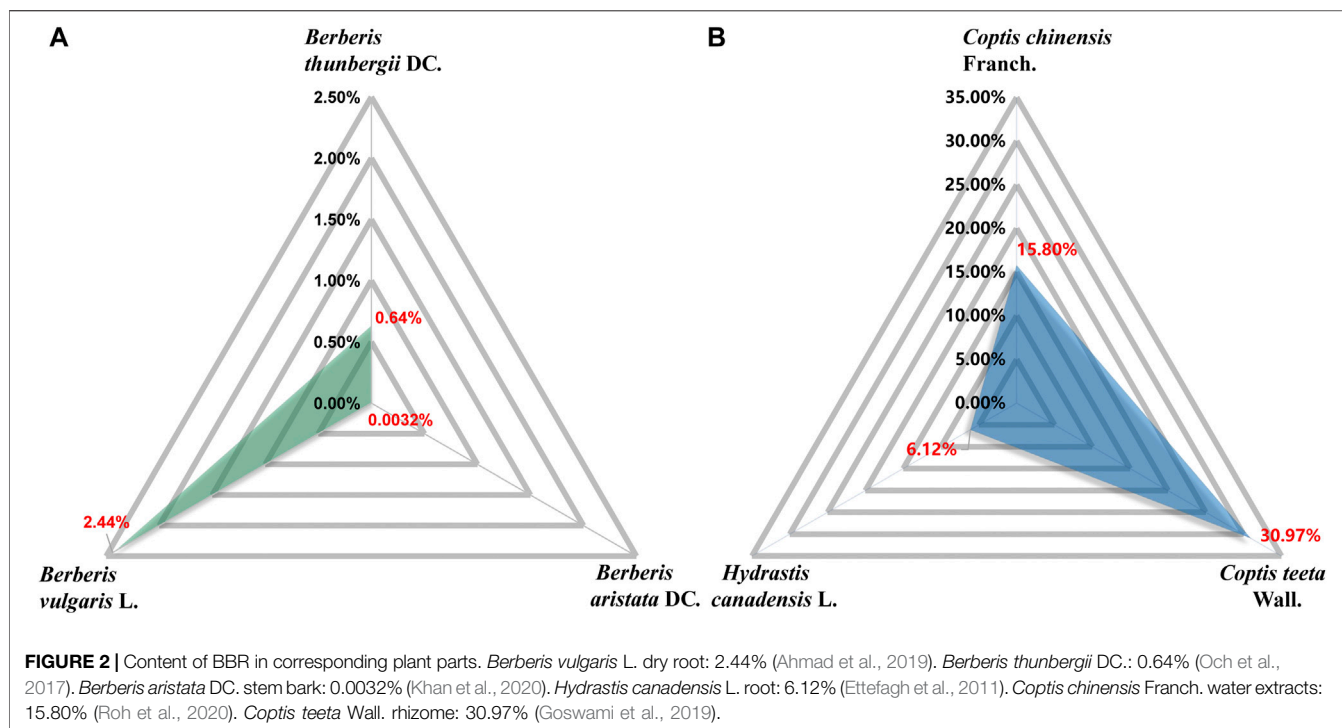 A
Berberis
thunbergii DC.
2.50%
2.00%
1.50%
1.00%
0.64%
0.50%
0.00%
0.0032%
2.44%
Berberis
vulgaris L.
Berberis
aristata DC.
B
Coptis chinensis
Franch.
35.00%
30.00%
25.00%
20.00%
15.80%
15.00%
10.00%
5.00%
0.00%
6.12%
30.97%
Hydrastis
canadensis L.
Coptis teeta
Wall.
FIGURE 2 | Content of BBR in corresponding plant parts. Berberis vulgaris L. dry root: 2.44% (Ahmad et al., 2019). Berberis thunbergii DC.: 0.64% (Och et al.,
2017). Berberis aristata DC. stem bark: 0.0032% (Khan et al., 2020). Hydrastis canadensis L. root: 6.12% (Ettefagh et al., 2011). Coptis chinensis Franch. water extracts:
15.80% (Roh et al., 2020). Coptis teeta Wall. rhizome: 30.97% (Goswami et al., 2019).